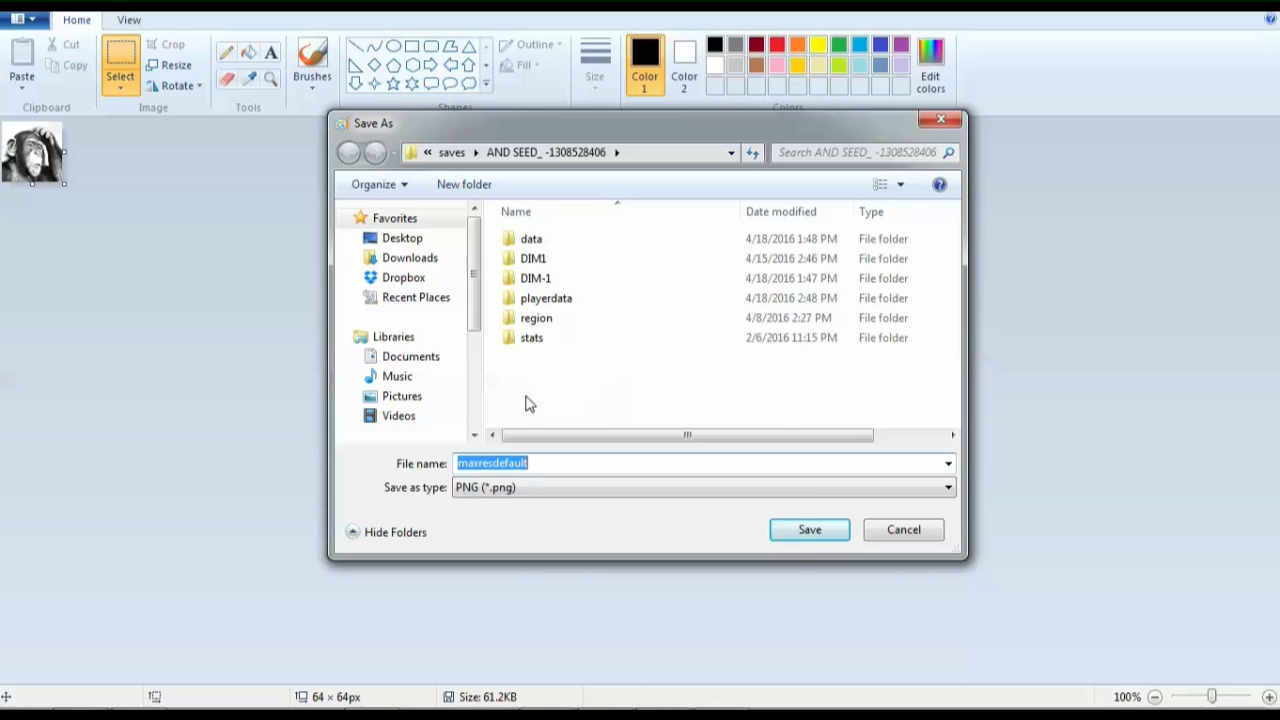 Home View
Cut
Copy
Paste
Clipboard
Crop
Resize
Rotate
Select
Image
Tools
Brushes
Outline
Fill
Shapes
Size
Color 1
Color 2
Edit colors
Colors
Save As
« saves AND SEED_ -1308528406
Search AND SEED_ -1308528406
Organize New folder
Name Date modified Type
Favorites
Desktop
Downloads
Dropbox
Recent Places
Libraries
Documents
Music
Pictures
Videos
data 4/18/2016 1:48 PM File folder
DIM1 4/15/2016 2:46 PM File folder
DIM-1 4/18/2016 1:47 PM File folder
playerdata 4/18/2016 2:48 PM File folder
region 4/8/2016 2:27 PM File folder
stats 2/6/2016 11:15 PM File folder
File name: maxresdefault
Save as type: PNG (*.png)
Hide Folders Save Cancel
64 × 64px Size: 61.2KB 100%